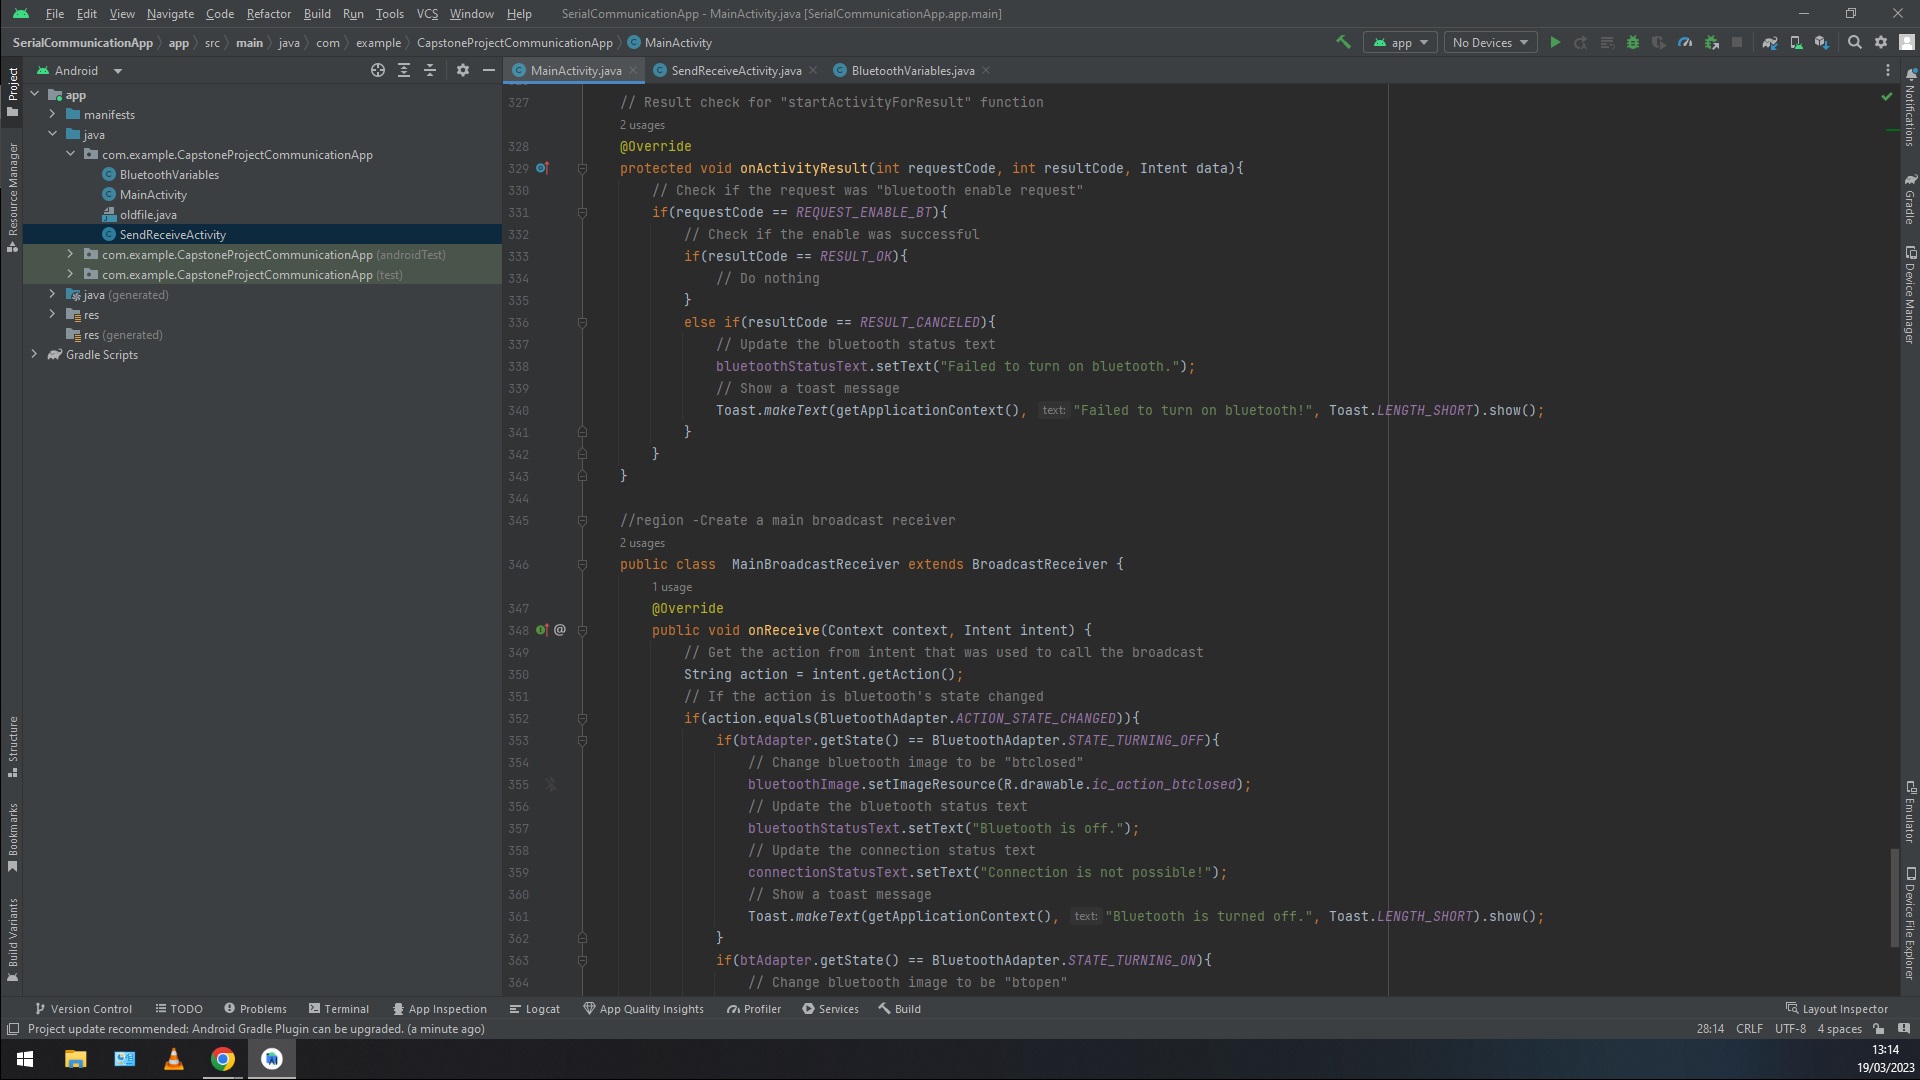 File Edit View Navigate Code Refactor Build Run Tools VCS Window Help SerialCommunicationApp - MainActivity.java [SerialCommunicationApp.app.main]
SerialCommunicationApp app src main java com example CapstoneProjectCommunicationApp MainActivity app No Devices
Android MainActivity.java SendReceiveActivity.java BluetoothVariables.java
Project
Resource Manager
Structure
Bookmarks
Build Variants
app
manifests
java
com.example.CapstoneProjectCommunicationApp
BluetoothVariables
MainActivity
oldfile.java
SendReceiveActivity
com.example.CapstoneProjectCommunicationApp (androidTest)
com.example.CapstoneProjectCommunicationApp (test)
java (generated)
res
res (generated)
Gradle Scripts
327 // Result check for "startActivityForResult" function
2 usages
328 @Override
329 protected void onActivityResult(int requestCode, int resultCode, Intent data){
330 // Check if the request was "bluetooth enable request"
331 if(requestCode == REQUEST_ENABLE_BT){
332 // Check if the enable was successful
333 if(resultCode == RESULT_OK){
334 // Do nothing
335 }
336 else if(resultCode == RESULT_CANCELED){
337 // Update the bluetooth status text
338 bluetoothStatusText.setText("Failed to turn on bluetooth.");
339 // Show a toast message
340 Toast.makeText(getApplicationContext(), text: "Failed to turn on bluetooth!", Toast.LENGTH_SHORT).show();
341 }
342 }
343 }
344
345 //region -Create a main broadcast receiver
2 usages
346 public class  MainBroadcastReceiver extends BroadcastReceiver {
1 usage
347 @Override
348 @ public void onReceive(Context context, Intent intent) {
349 // Get the action from intent that was used to call the broadcast
350 String action = intent.getAction();
351 // If the action is bluetooth's state changed
352 if(action.equals(BluetoothAdapter.ACTION_STATE_CHANGED)){
353 if(btAdapter.getState() == BluetoothAdapter.STATE_TURNING_OFF){
354 // Change bluetooth image to be "btclosed"
355 bluetoothImage.setImageResource(R.drawable.ic_action_btclosed);
356 // Update the bluetooth status text
357 bluetoothStatusText.setText("Bluetooth is off.");
358 // Update the connection status text
359 connectionStatusText.setText("Connection is not possible!");
360 // Show a toast message
361 Toast.makeText(getApplicationContext(), text: "Bluetooth is turned off.", Toast.LENGTH_SHORT).show();
362 }
363 if(btAdapter.getState() == BluetoothAdapter.STATE_TURNING_ON){
364 // Change bluetooth image to be "btopen"
Notifications
Gradle
Device Manager
Emulator
Device File Explorer
Version Control TODO Problems Terminal App Inspection Logcat App Quality Insights Profiler Services Build Layout Inspector
Project update recommended: Android Gradle Plugin can be upgraded. (a minute ago) 28:14 CRLF UTF-8 4 spaces
13:14
19/03/2023